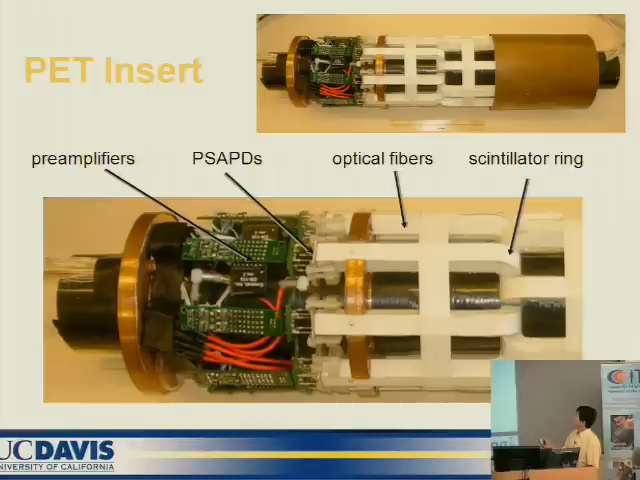 PET Insert
preamplifiers
PSAPDs
optical fibers
scintillator ring
UCDAVIS
UNIVERSITY OF CALIFORNIA